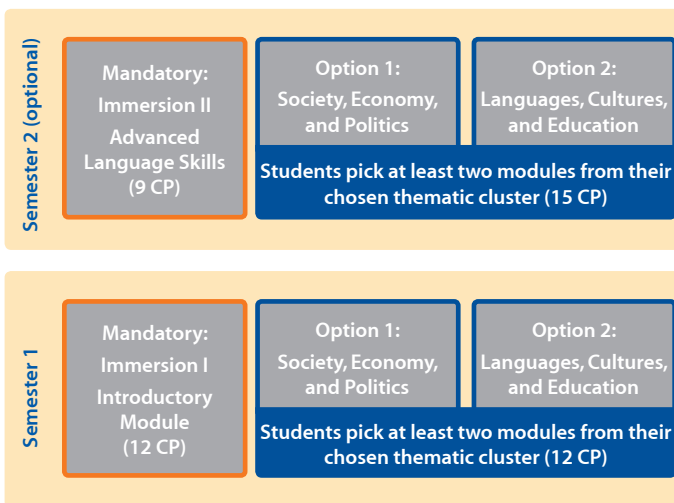 Semester 2 (optional)
Mandatory:
Immersion II
Advanced
Language Skills
(9 CP)
Option 1:
Society, Economy,
and Politics
Option 2:
Languages, Cultures,
and Education
Students pick at least two modules from their
chosen thematic cluster (15 CP)
Semester 1
Mandatory:
Immersion I
Introductory
Module
(12 CP)
Option 1:
Society, Economy,
and Politics
Option 2:
Languages, Cultures,
and Education
Students pick at least two modules from their
chosen thematic cluster (12 CP)